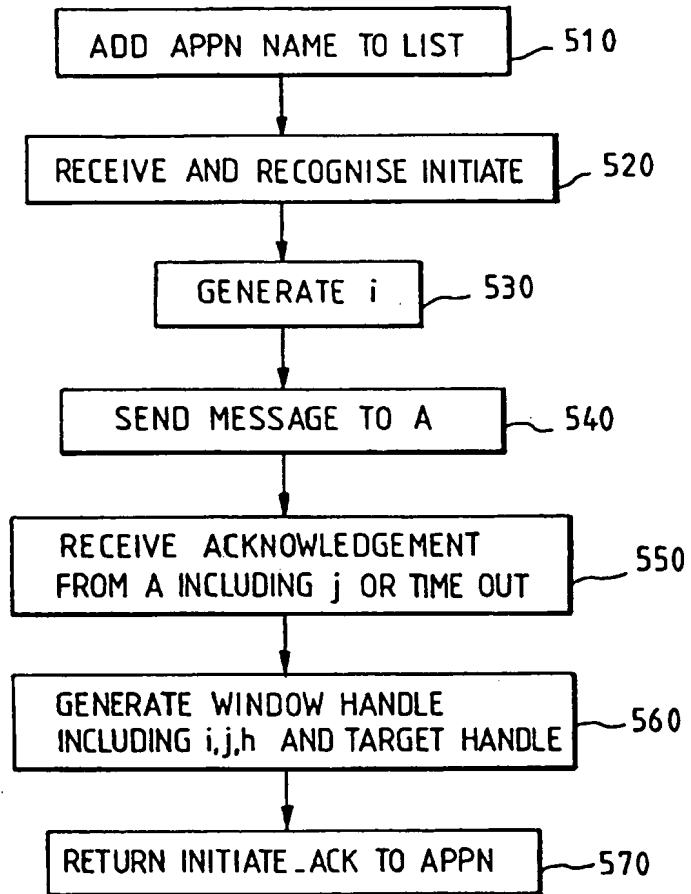 ADD APPN NAME TO LIST
510
RECEIVE AND RECOGNISE INITIATE
520
GENERATE i
530
SEND MESSAGE TO A
540
RECEIVE ACKNOWLEDGEMENT
FROM A INCLUDING j OR TIME OUT
550
GENERATE WINDOW HANDLE
INCLUDING i,j,h AND TARGET HANDLE
560
RETURN INITIATE_ACK TO APPN
570